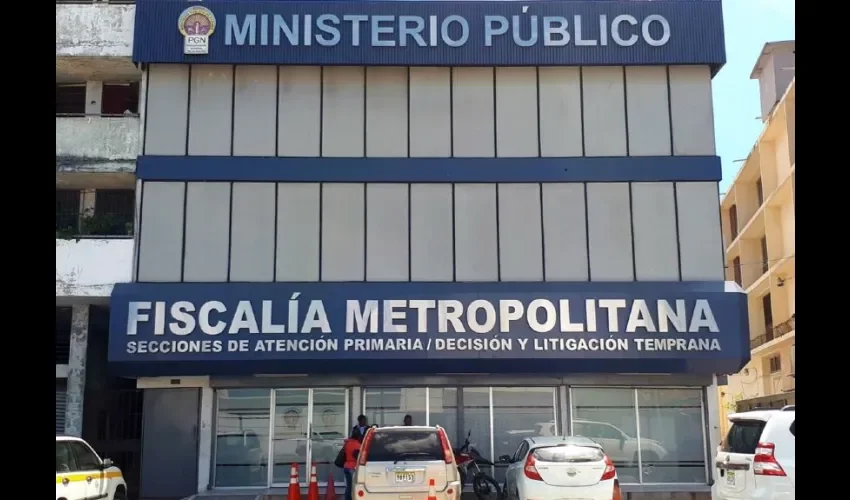 PGN
MINISTERIO PÚBLICO
FISCALÍA METROPOLITANA
SECCIONES DE ATENCIÓN PRIMARIA / DECISIÓN Y LITIGACIÓN TEMPRANA